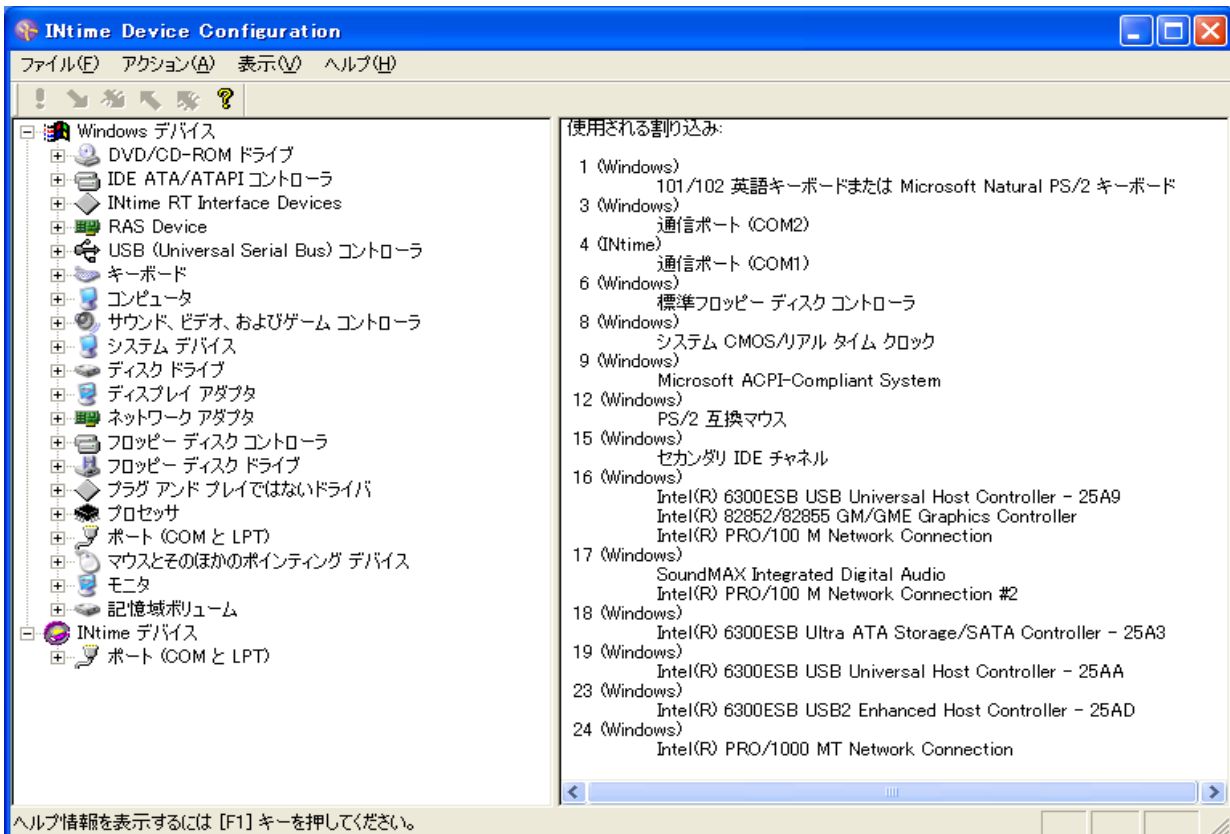 INtime Device Configuration
ファイル(F) アクション(A) 表示(V) ヘルプ(H)
Windows デバイス
DVD/CD-ROM ドライブ
IDE ATA/ATAPI コントローラ
INtime RT Interface Devices
RAS Device
USB (Universal Serial Bus) コントローラ
キーボード
コンピュータ
サウンド、ビデオ、およびゲーム コントローラ
システム デバイス
ディスク ドライブ
ディスプレイ アダプタ
ネットワーク アダプタ
フロッピー ディスク コントローラ
フロッピー ディスク ドライブ
プラグ アンド プレイではないドライバ
プロセッサ
ポート (COM と LPT)
マウスとそのほかのポインティング デバイス
モニタ
記憶域ボリューム
INtime デバイス
ポート (COM と LPT)
使用される割り込み:
1 (Windows)
101/102 英語キーボードまたは Microsoft Natural PS/2 キーボード
3 (Windows)
通信ポート (COM2)
4 (INtime)
通信ポート (COM1)
6 (Windows)
標準フロッピー ディスク コントローラ
8 (Windows)
システム CMOS/リアル タイム クロック
9 (Windows)
Microsoft ACPI-Compliant System
12 (Windows)
PS/2 互換マウス
15 (Windows)
セカンダリ IDE チャネル
16 (Windows)
Intel(R) 6300ESB USB Universal Host Controller - 25A9
Intel(R) 82852/82855 GM/GME Graphics Controller
Intel(R) PRO/100 M Network Connection
17 (Windows)
SoundMAX Integrated Digital Audio
Intel(R) PRO/100 M Network Connection #2
18 (Windows)
Intel(R) 6300ESB Ultra ATA Storage/SATA Controller - 25A3
19 (Windows)
Intel(R) 6300ESB USB Universal Host Controller - 25AA
23 (Windows)
Intel(R) 6300ESB USB2 Enhanced Host Controller - 25AD
24 (Windows)
Intel(R) PRO/1000 MT Network Connection
ヘルプ情報を表示するには [F1] キーを押してください。